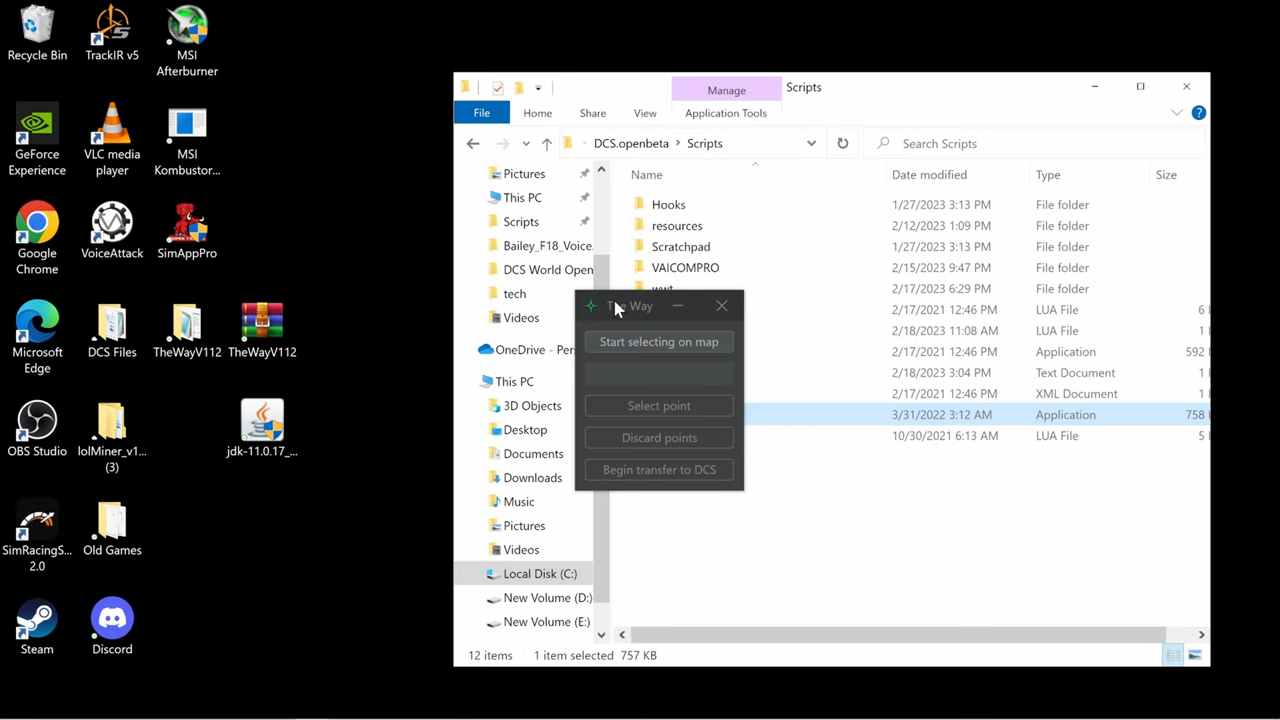 Recycle Bin
TrackIR v5
MSI Afterburner
GeForce Experience
VLC media player
MSI Kombustor...
Google Chrome
VoiceAttack
SimAppPro
Microsoft Edge
DCS Files
TheWayV112
TheWayV112
OBS Studio
lolMiner_v1... (3)
jdk-11.0.17_...
SimRacingS... 2.0
Old Games
Steam
Discord
Manage
Scripts
File
Home
Share
View
Application Tools
DCS.openbeta > Scripts
Search Scripts
Pictures
This PC
Scripts
Bailey_F18_Voice.
DCS World Open
tech
Videos
OneDrive - Pers
This PC
3D Objects
Desktop
Documents
Downloads
Music
Pictures
Videos
Local Disk (C:)
New Volume (D:)
New Volume (E:)
Name Date modified Type Size
Hooks 1/27/2023 3:13 PM File folder
resources 2/12/2023 1:09 PM File folder
Scratchpad 1/27/2023 3:13 PM File folder
VAICOMPRO 2/15/2023 9:47 PM File folder
wwt 2/17/2023 6:29 PM File folder
2/17/2021 12:46 PM LUA File 6
2/18/2023 11:08 AM LUA File 1
2/17/2021 12:46 PM Application 592
2/18/2023 3:04 PM Text Document 1
2/17/2021 12:46 PM XML Document 1
3/31/2022 3:12 AM Application 758
10/30/2021 6:13 AM LUA File 5
The Way
Start selecting on map
Select point
Discard points
Begin transfer to DCS
12 items 1 item selected 757 KB